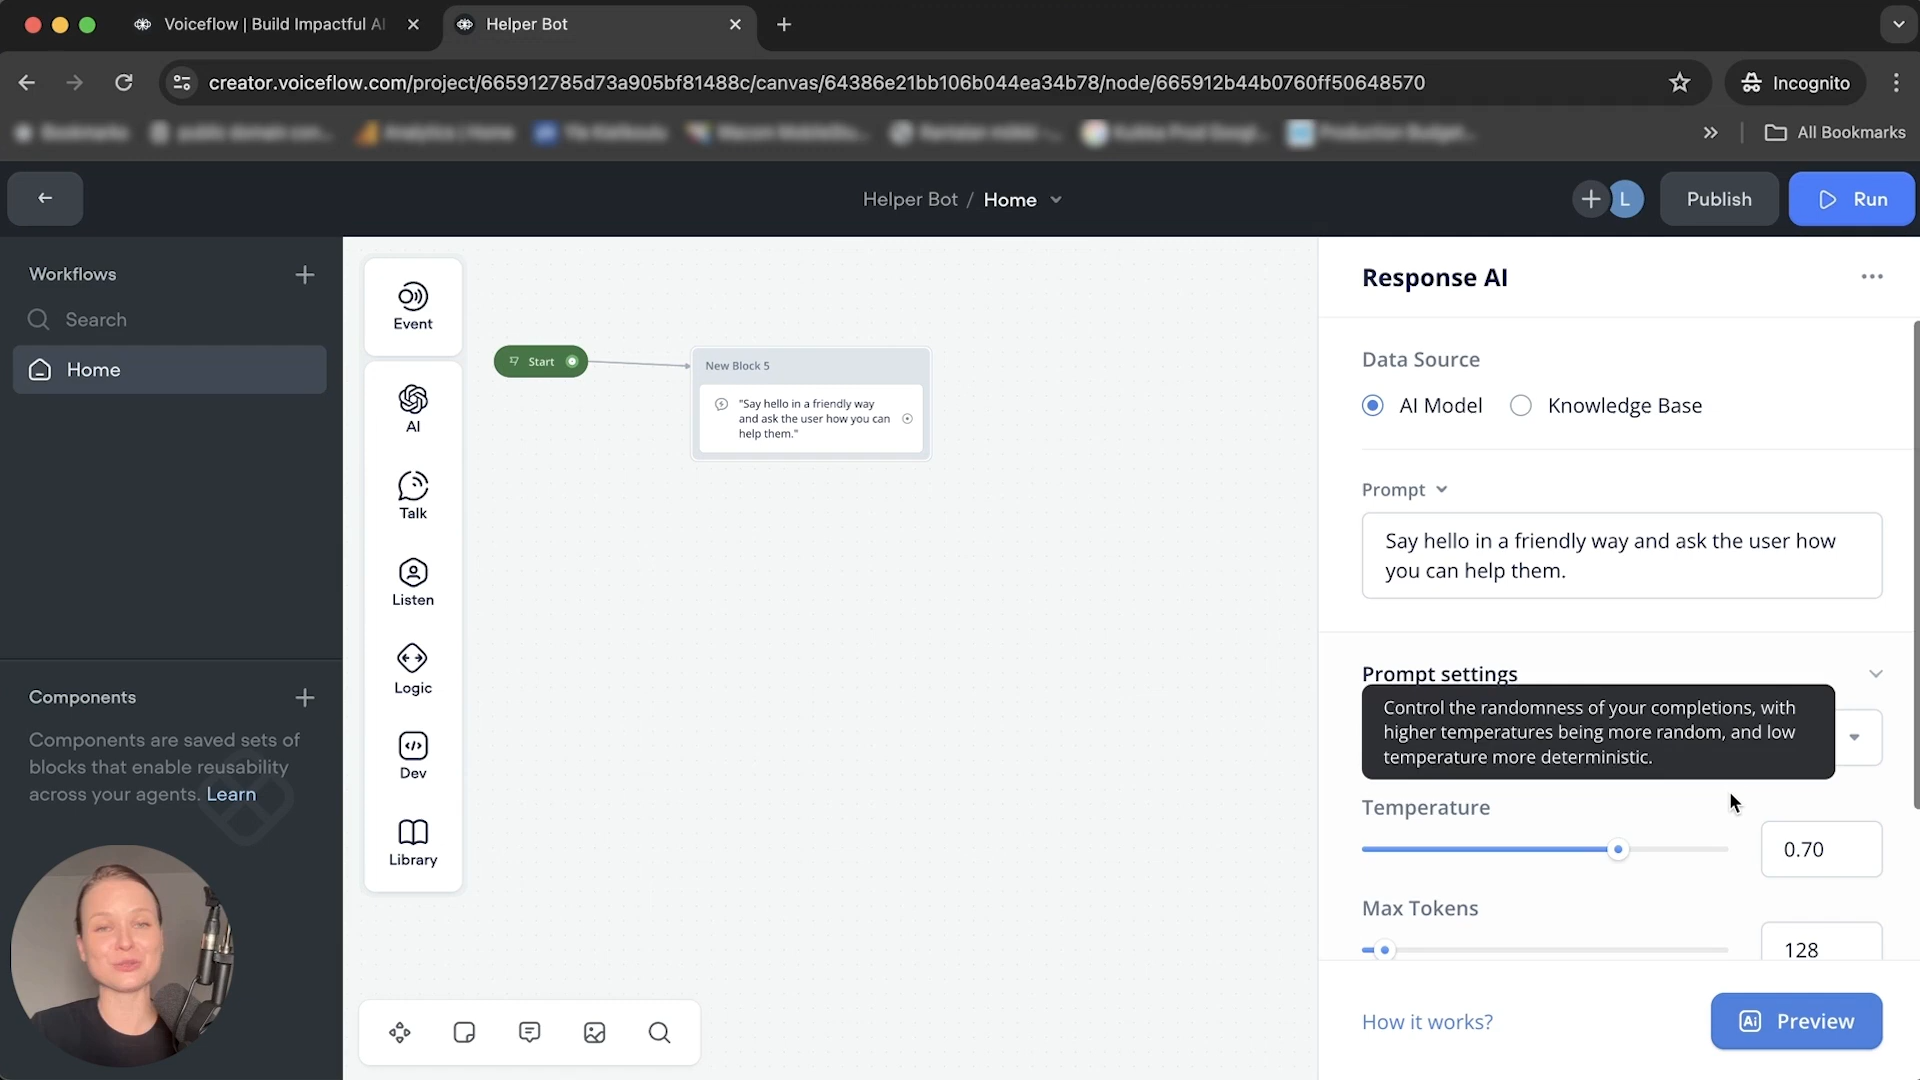 Voiceflow | Build Impactful AI
Helper Bot
creator.voiceflow.com/project/665912785d73a905bf81488c/canvas/64386e21bb106b044ea34b78/node/665912b44b0760ff50648570
Incognito
All Bookmarks
Helper Bot / Home
L
Publish
Run
Workflows
Search
Home
Components
Components are saved sets of
blocks that enable reusability
across your agents. Learn
Event
AI
Talk
Listen
Logic
Dev
Library
Start
New Block 5
"Say hello in a friendly way
and ask the user how you can
help them."
Response AI
Data Source
AI Model
Knowledge Base
Prompt
Say hello in a friendly way and ask the user how
you can help them.
Prompt settings
Control the randomness of your completions, with
higher temperatures being more random, and low
temperature more deterministic.
Temperature
0.70
Max Tokens
128
How it works?
Ai Preview